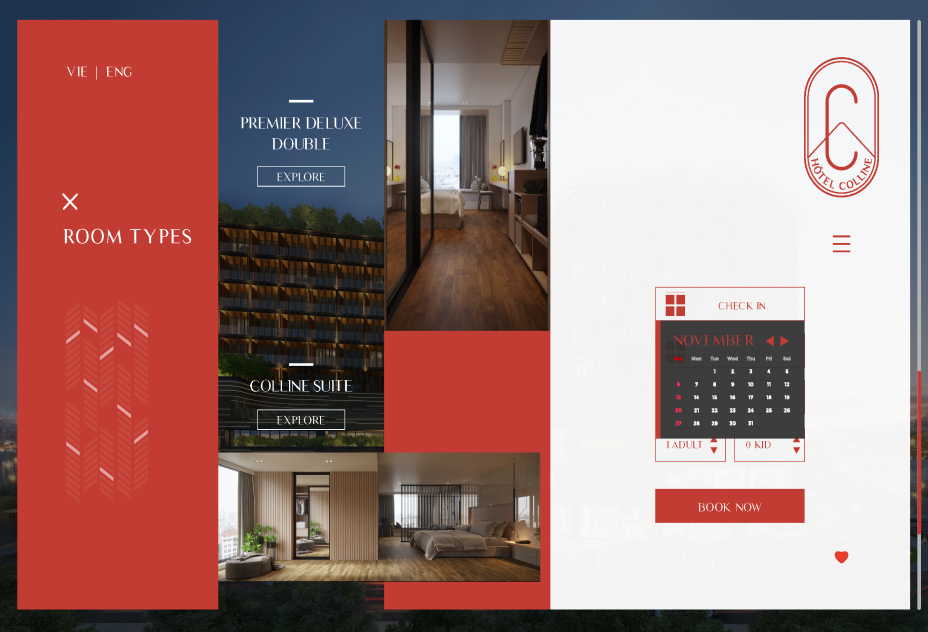 VIE | ENG
ROOM TYPES
PREMIER DELUXE
DOUBLE
EXPLORE
COLLINE SUITE
EXPLORE
HÔTEL COLLINE
CHECK IN
NOVEMBER
Mon Tue Wed Thu Fri Sat
1 2 3 4 5
6 7 8 9 10 11 12
13 14 15 16 17 18 19
20 21 22 23 24 25 26
27 28 29 30 31
1 ADULT
0 KID
BOOK NOW